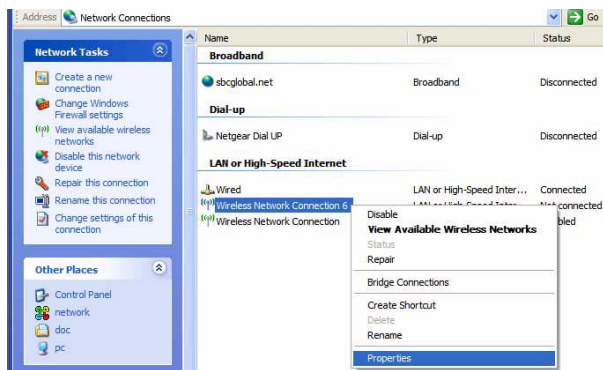 Address Network Connections Go
Network Tasks
Create a new
connection
Change Windows
Firewall settings
View available wireless
networks
Disable this network
device
Repair this connection
Rename this connection
Change settings of this
connection
Other Places
Control Panel
network
doc
pc
Name Type Status
Broadband
sbcglobal.net Broadband Disconnected
Dial-up
Netgear Dial UP Dial-up Disconnected
LAN or High-Speed Internet
Wired LAN or High-Speed Inter... Connected
Wireless Network Connection 6 Not connected
Wireless Network Connection
Disable
View Available Wireless Networks
Status
Repair
Bridge Connections
Create Shortcut
Delete
Rename
Properties